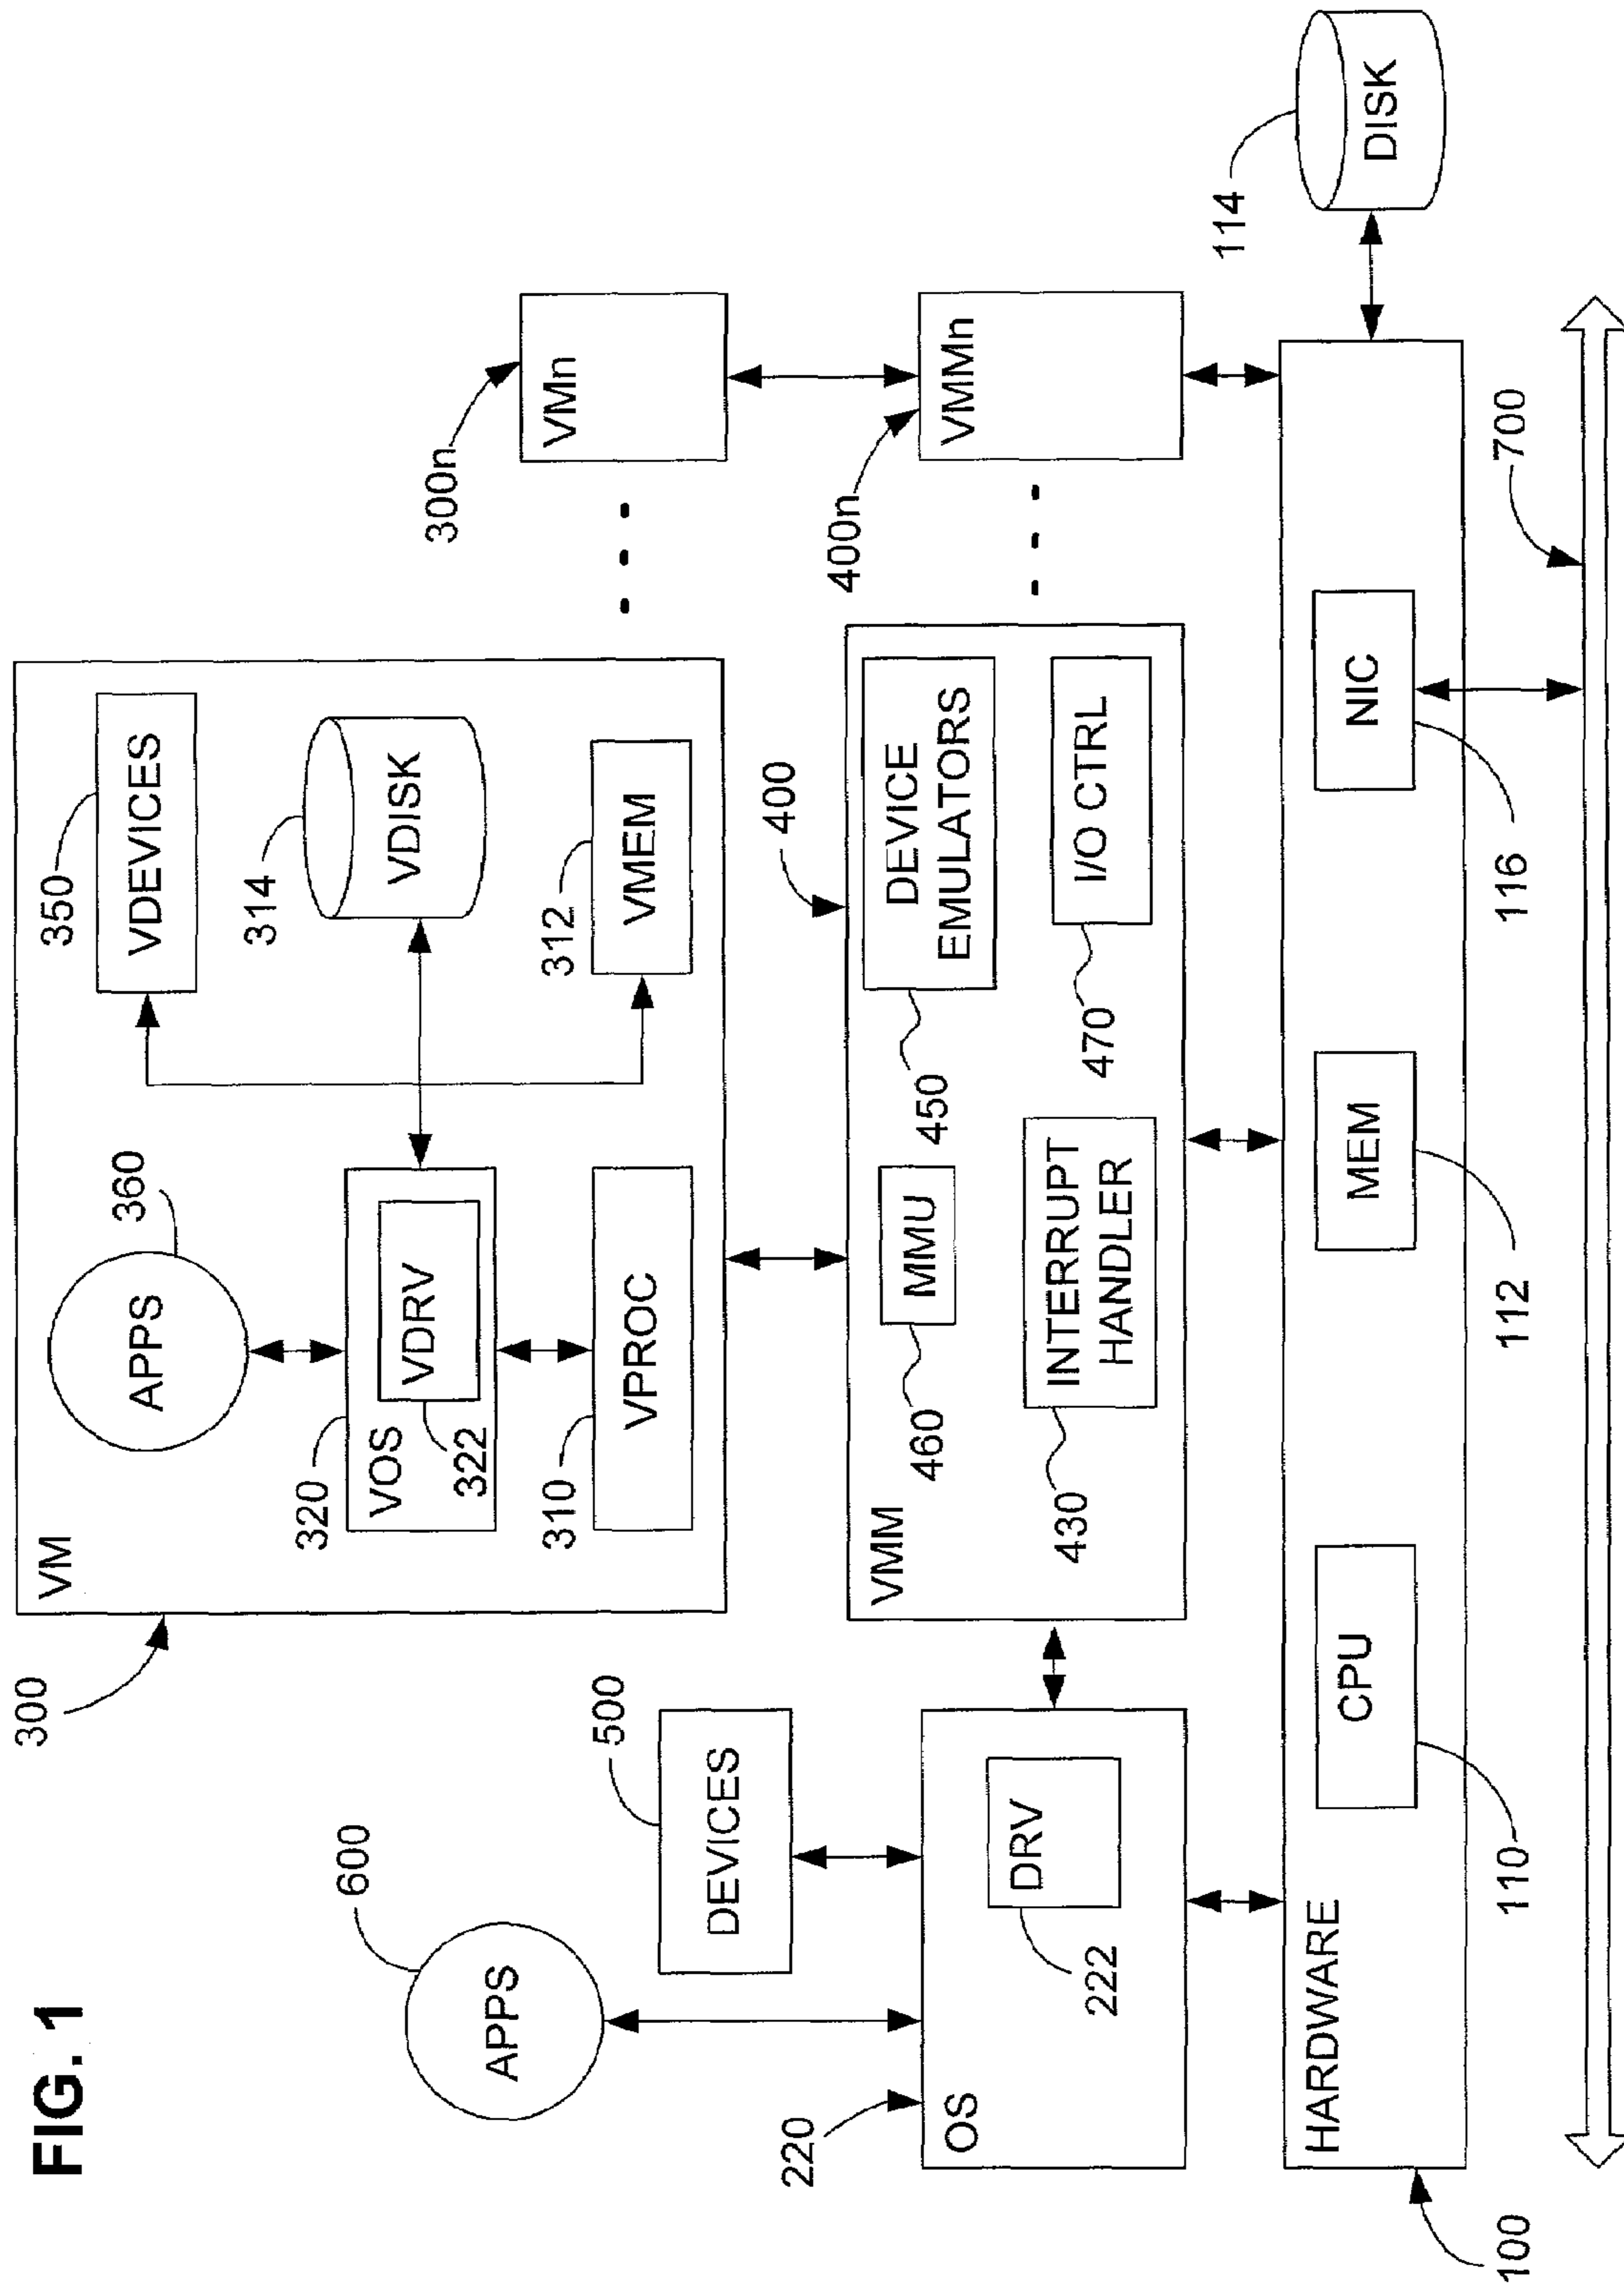 FIG. 1
300
VM
APPS
360
320
VOS
VDRV
322
310
VPROC
350
VDEVICES
314
VDISK
312
VMEM
300n
VMn
600
APPS
500
DEVICES
220
OS
DRV
222
400
VMM
MMU
460
INTERRUPT
HANDLER
430
DEVICE
EMULATORS
450
I/O CTRL
470
400n
VMMn
100
HARDWARE
CPU
110
MEM
112
NIC
116
114
DISK
700